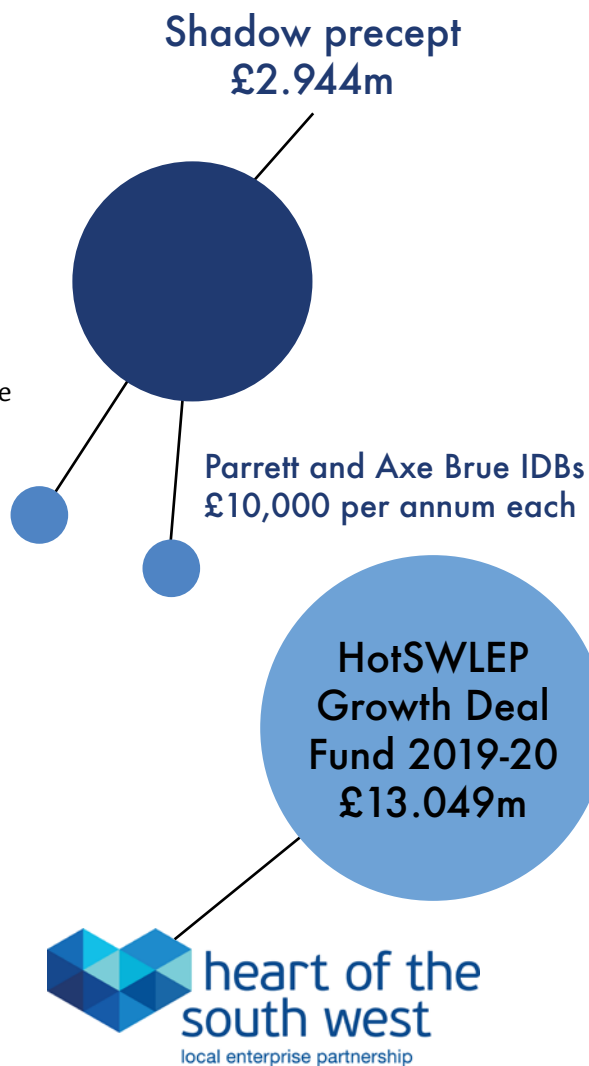 Shadow precept
£2.944m
e
Parrett and Axe Brue IDBs
£10,000 per annum each
HotSWLEP
Growth Deal
Fund 2019-20
£13.049m
heart of the
south west
local enterprise partnership